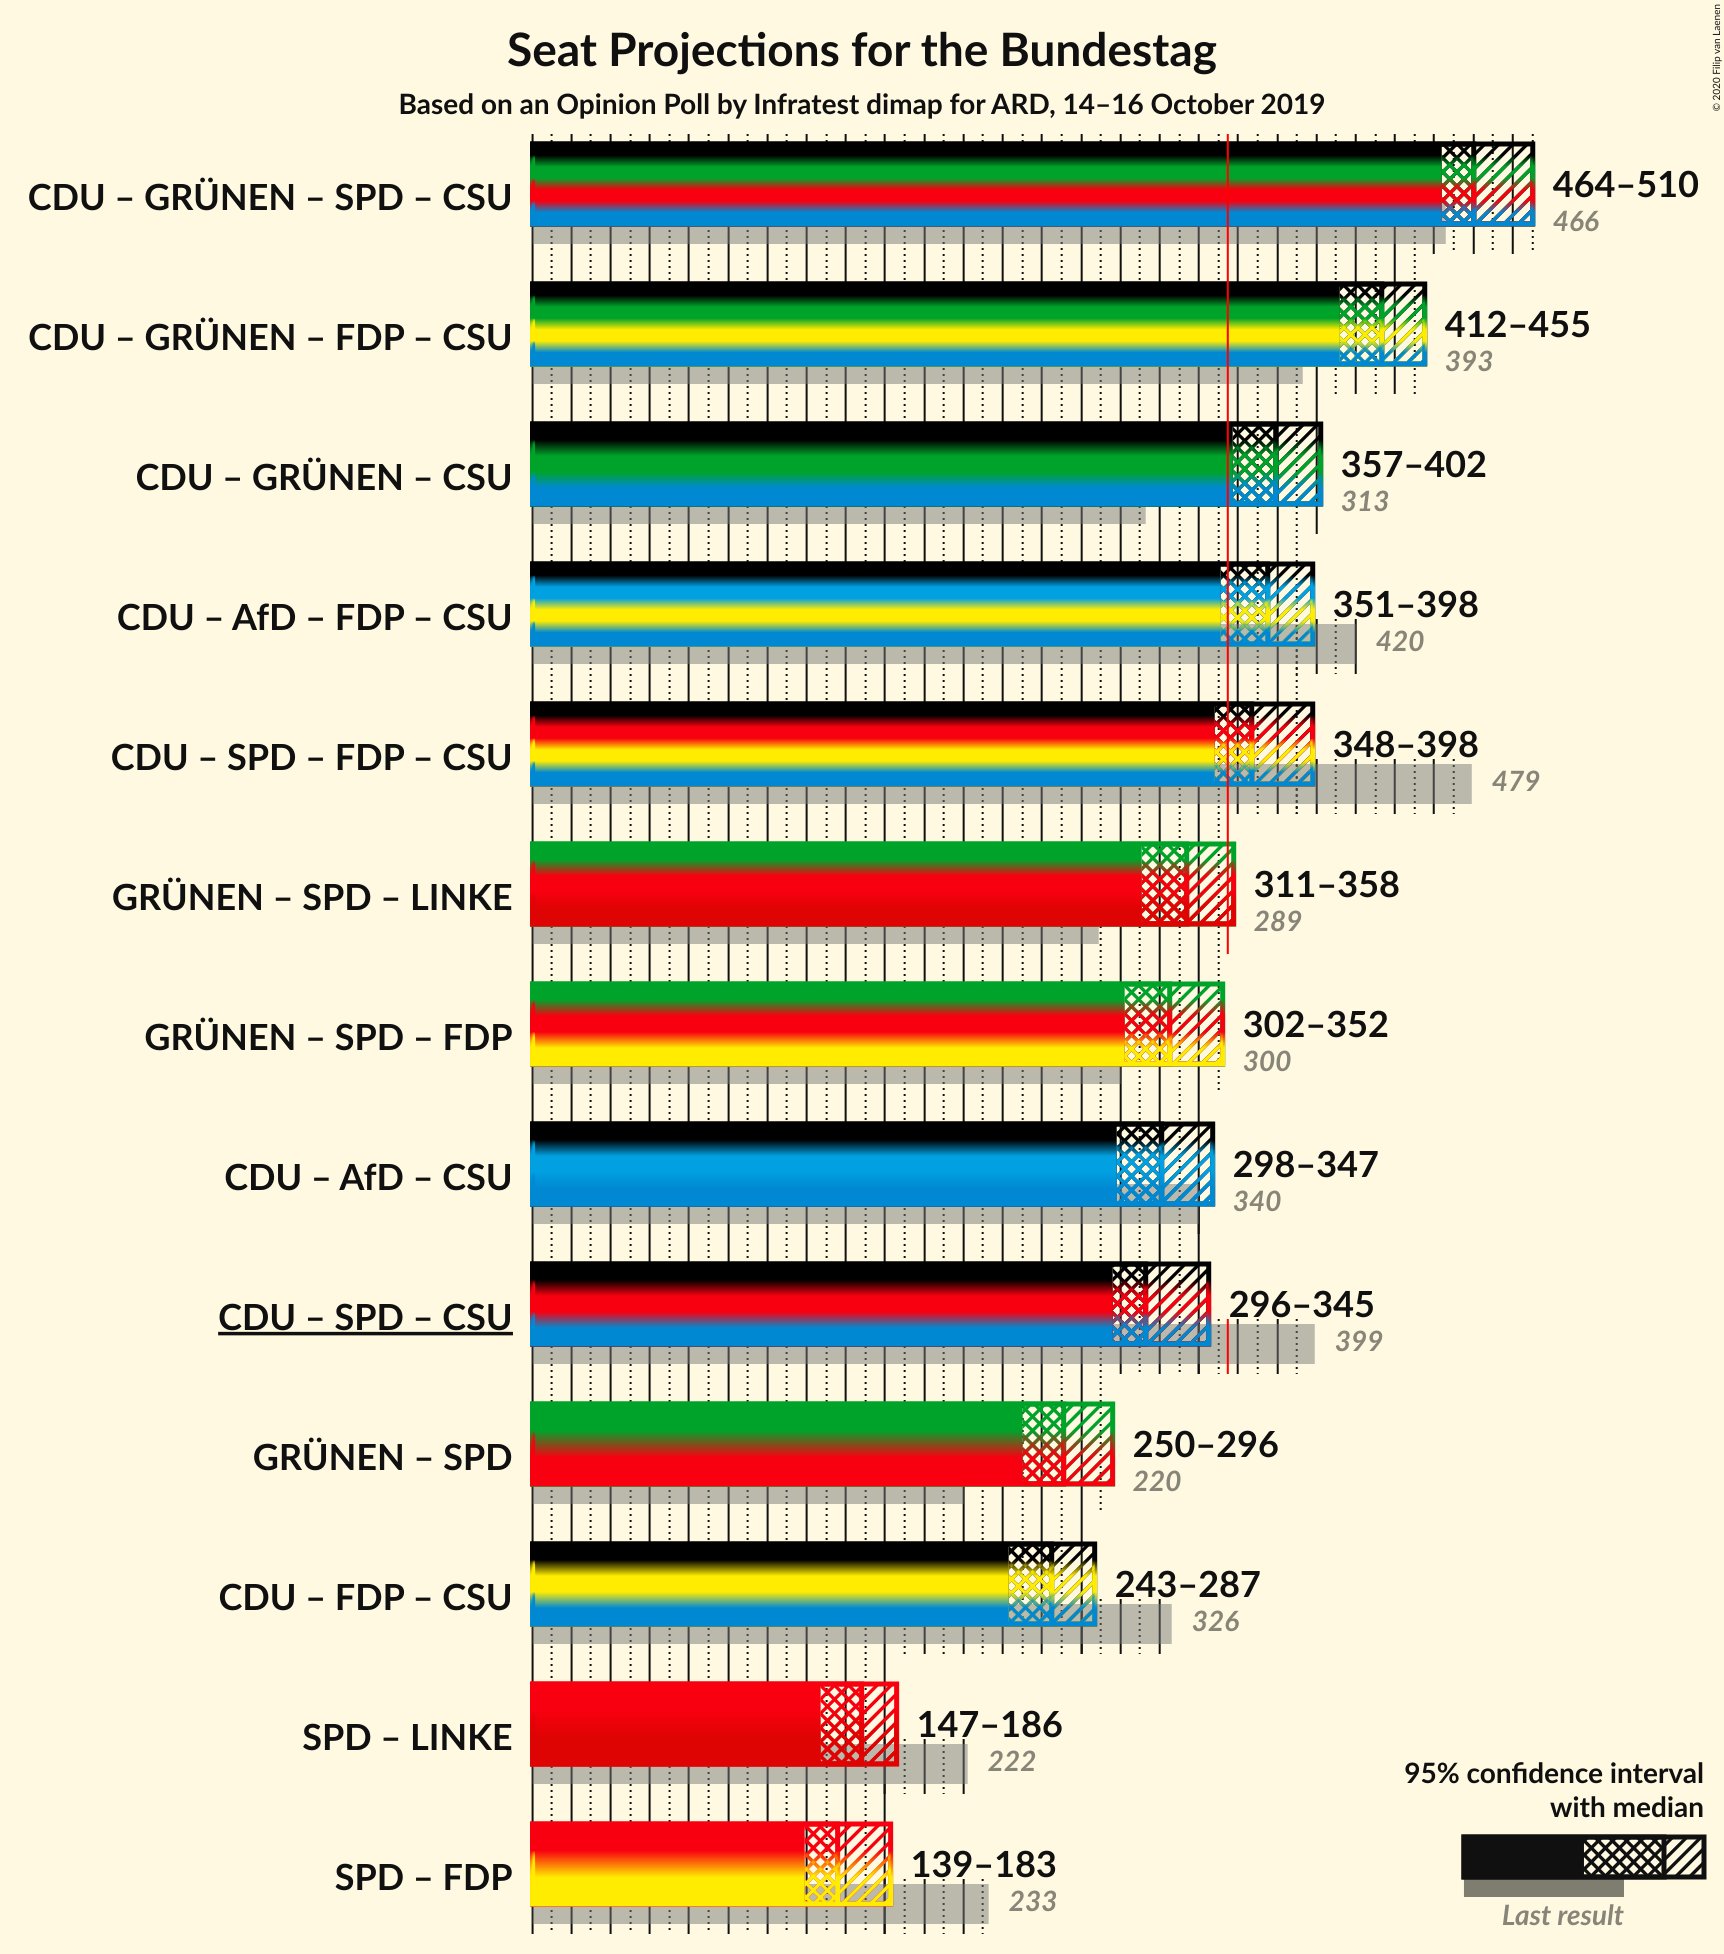 Seat Projections for the Bundestag
Based on an Opinion Poll by Infratest dimap for ARD, 14–16 October 2019
© 2020 Filip van Laenen
CDU – GRÜNEN – SPD – CSU
464–510
466
CDU – GRÜNEN – FDP – CSU
412–455
393
CDU – GRÜNEN – CSU
357–402
313
CDU – AfD – FDP – CSU
351–398
420
CDU – SPD – FDP – CSU
348–398
479
GRÜNEN – SPD – LINKE
311–358
289
GRÜNEN – SPD – FDP
302–352
300
CDU – AfD – CSU
298–347
340
CDU – SPD – CSU
296–345
399
GRÜNEN – SPD
250–296
220
CDU – FDP – CSU
243–287
326
SPD – LINKE
147–186
222
SPD – FDP
139–183
233
95% confidence interval
with median
Last result